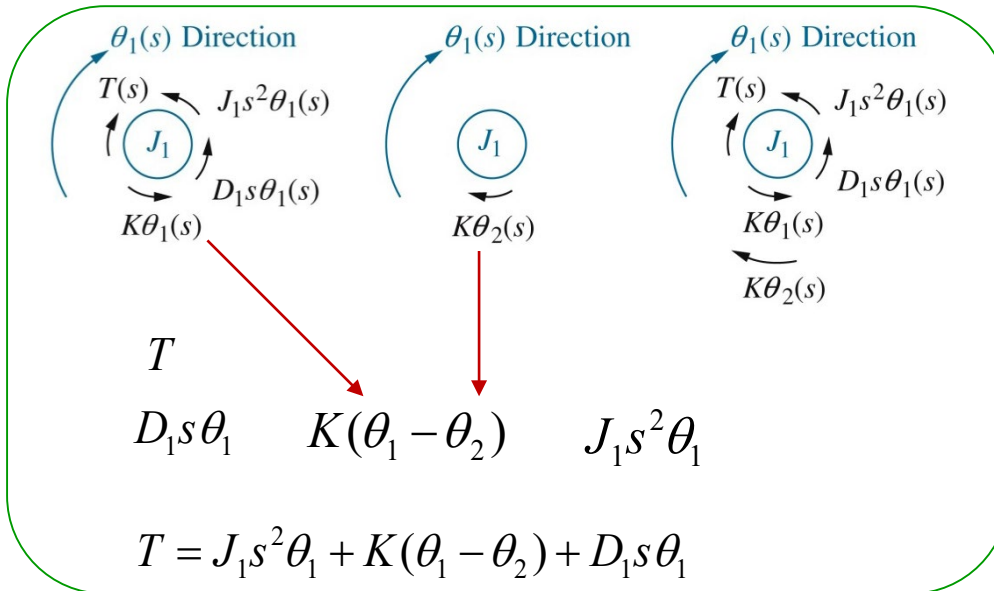 θ₁(s) Direction
T(s)
J₁s²θ₁(s)
J₁
D₁sθ₁(s)
Kθ₁(s)
θ₁(s) Direction
J₁
Kθ₂(s)
θ₁(s) Direction
T(s)
J₁s²θ₁(s)
J₁
D₁sθ₁(s)
Kθ₁(s)
Kθ₂(s)
T
D₁sθ₁ K(θ₁ − θ₂) J₁s²θ₁
T = J₁s²θ₁ + K(θ₁ − θ₂) + D₁sθ₁